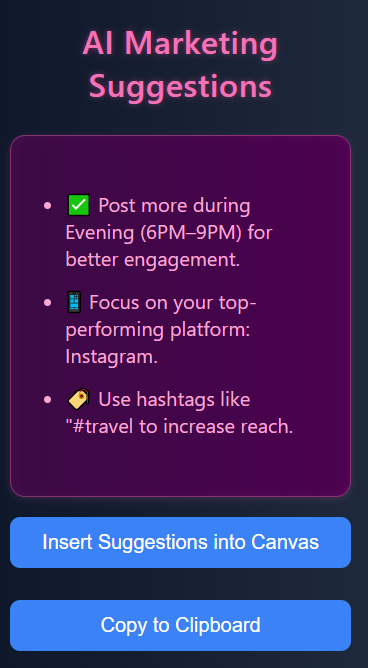 AI Marketing
Suggestions
✅ Post more during
Evening (6PM–9PM) for
better engagement.
📱 Focus on your top-
performing platform:
Instagram.
🏷️ Use hashtags like
"#travel to increase reach.
Insert Suggestions into Canvas
Copy to Clipboard